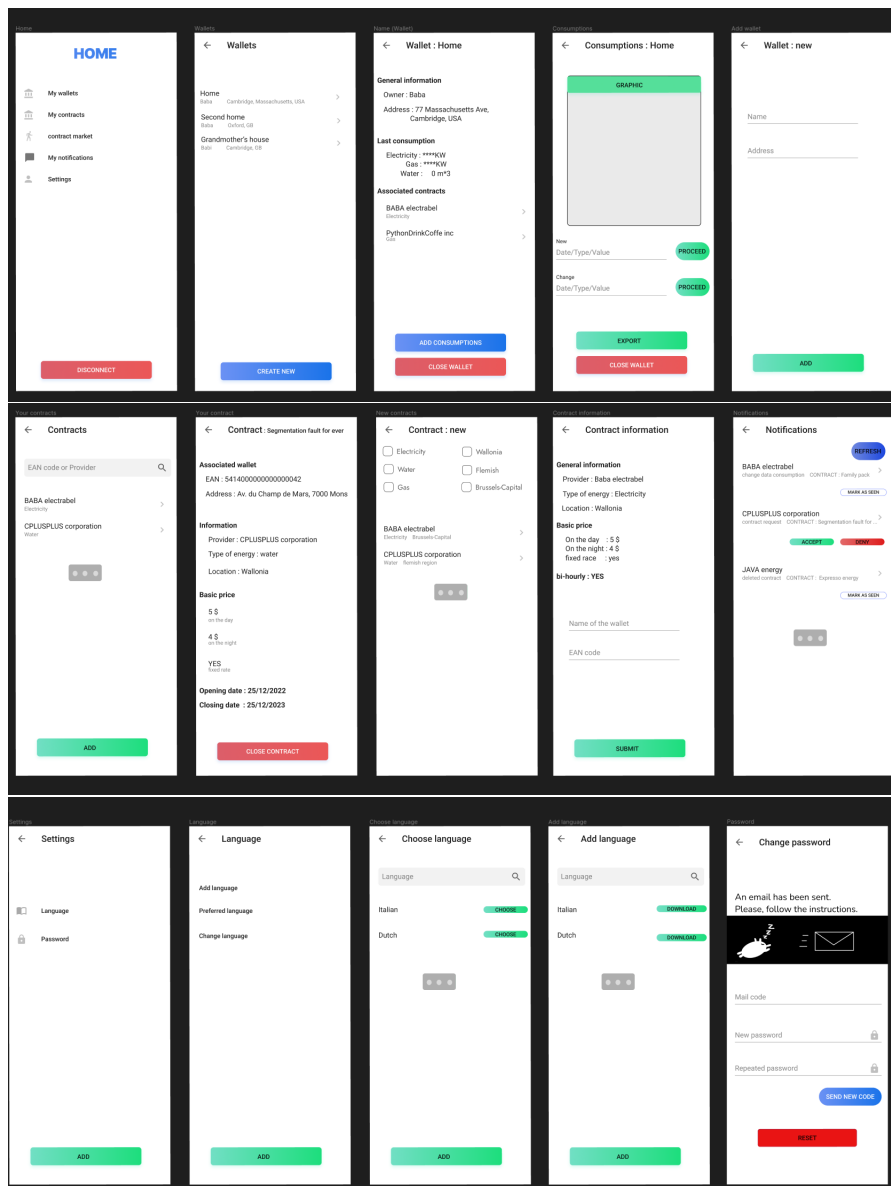 Home
HOME
My wallets
My contracts
contract market
My notifications
Settings
DISCONNECT
Wallets
Wallets
Home
Baba Cambridge, Massachusetts, USA
Second home
Baba Oxford, GB
Grandmother's house
Babi Cambridge, GB
CREATE NEW
Name (Wallet)
Wallet : Home
General information
Owner : Baba
Address : 77 Massachusetts Ave,
Cambridge, USA
Last consumption
Electricity : ****KW
Gas : ****KW
Water : 0 m*3
Associated contracts
BABA electrabel
Electricity
PythonDrinkCoffe inc
Gas
ADD CONSUMPTIONS
CLOSE WALLET
Consumptions
Consumptions : Home
GRAPHIC
New
Date/Type/Value
PROCEED
Change
Date/Type/Value
PROCEED
EXPORT
CLOSE WALLET
Add wallet
Wallet : new
Name
Address
ADD
Your contracts
Contracts
EAN code or Provider
BABA electrabel
Electricity
CPLUSPLUS corporation
Water
ADD
Your contract
Contract : Segmentation fault for ever
Associated wallet
EAN : 5414000000000000042
Address : Av. du Champ de Mars, 7000 Mons
Information
Provider : CPLUSPLUS corporation
Type of energy : water
Location : Wallonia
Basic price
5 $
on the day
4 $
on the night
YES
fixed rate
Opening date : 25/12/2022
Closing date : 25/12/2023
CLOSE CONTRACT
New contracts
Contract : new
Electricity Wallonia
Water Flemish
Gas Brussels-Capital
BABA electrabel
Electricity Brussels-Capital
CPLUSPLUS corporation
Water Flemish region
Contract information
Contract information
General information
Provider : Baba electrabel
Type of energy : Electricity
Location : Wallonia
Basic price
On the day : 5 $
On the night : 4 $
fixed race : yes
bi-hourly : YES
Name of the wallet
EAN code
SUBMIT
Notifications
Notifications
REFRESH
BABA electrabel
change data consumption CONTRACT : Family pack
MARK AS SEEN
CPLUSPLUS corporation
contract request CONTRACT : Segmentation fault for ...
ACCEPT DENY
JAVA energy
deleted contract CONTRACT : Expresso energy
MARK AS SEEN
Settings
Settings
Language
Password
ADD
Language
Language
Add language
Preferred language
Change language
ADD
Choose language
Choose language
Language
Italian CHOOSE
Dutch CHOOSE
ADD
Add language
Add language
Language
Italian DOWNLOAD
Dutch DOWNLOAD
ADD
Password
Change password
An email has been sent.
Please, follow the instructions.
Z
Z
Z
Mail code
New password
Repeated password
SEND NEW CODE
RESET